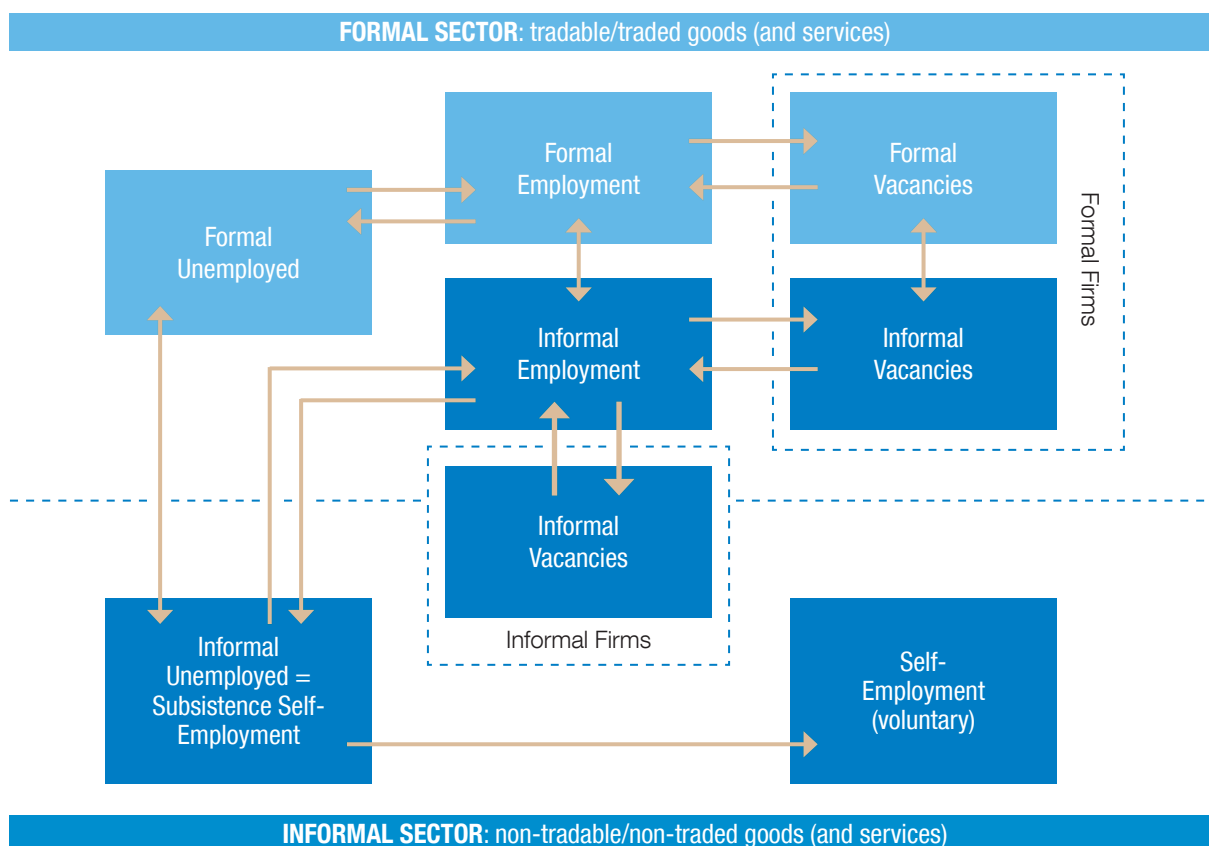 FORMAL SECTOR: tradable/traded goods (and services)
Formal
Employment
Formal
Vacancies
Formal
Unemployed
Formal Firms
Informal
Employment
Informal
Vacancies
Informal
Vacancies
Informal Firms
Informal
Unemployed =
Subsistence Self-
Employment
Self-
Employment
(voluntary)
INFORMAL SECTOR: non-tradable/non-traded goods (and services)